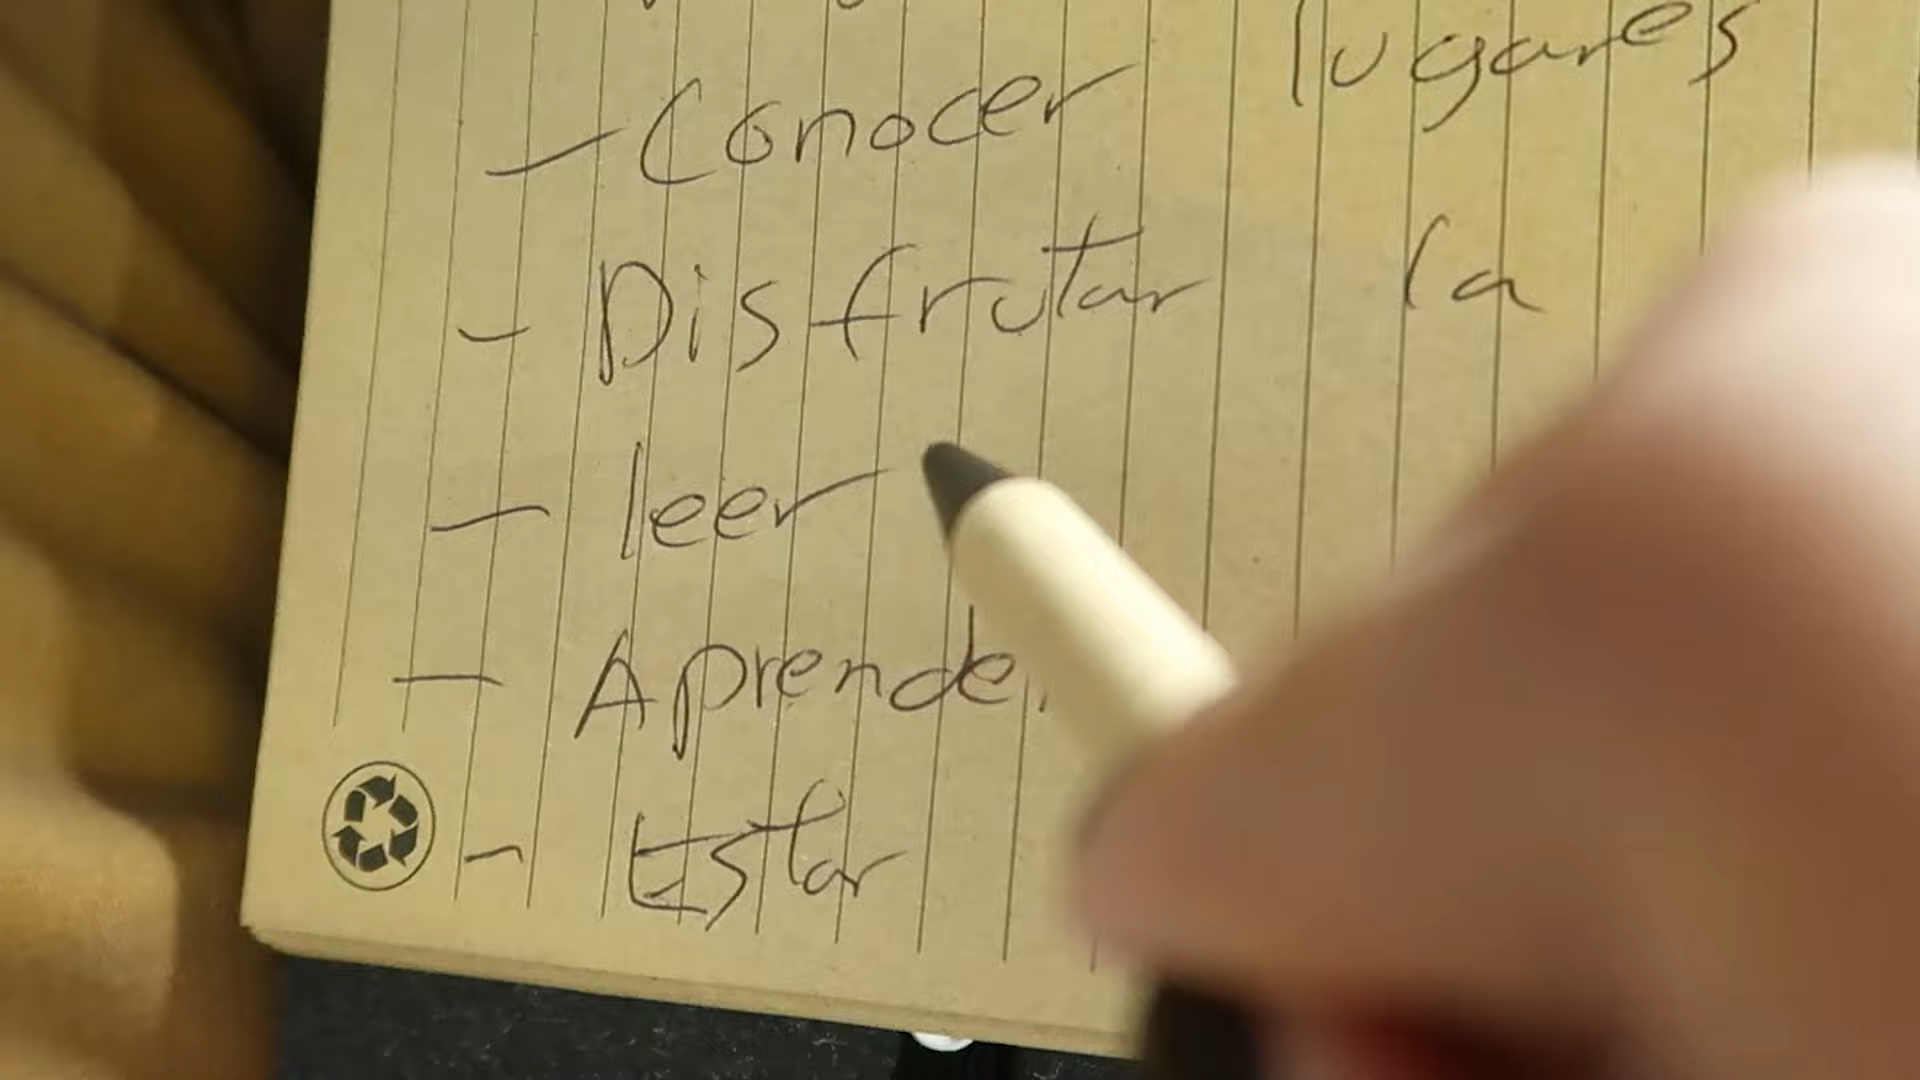 - Conocer lugares
- Disfrutar la
- leer
- Aprende
- Estar